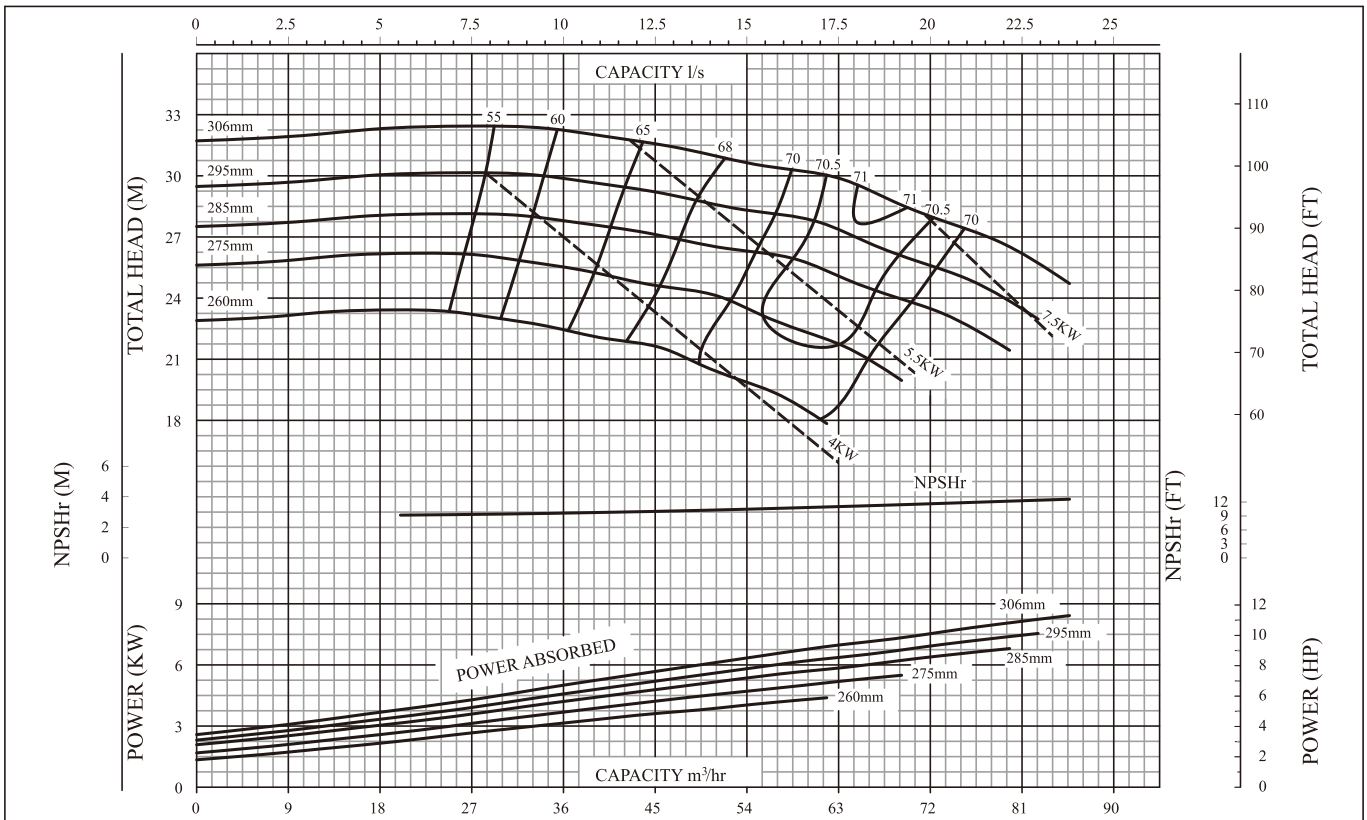 0 2.5 5 7.5 10 12.5 15 17.5 20 22.5 25
CAPACITY l/s
TOTAL HEAD (M)
33
30
27
24
21
18
TOTAL HEAD (FT)
110
100
90
80
70
60
306mm
295mm
285mm
275mm
260mm
55
60
65
68
70
70.5
71
71
70.5
70
7.5KW
5.5KW
4KW
NPSHr (M)
6
4
2
0
NPSHr
NPSHr (FT)
12
9
6
3
0
POWER (KW)
9
6
3
0
POWER ABSORBED
306mm
295mm
285mm
275mm
260mm
POWER (HP)
12
10
8
6
4
2
0
CAPACITY m³/hr
0 9 18 27 36 45 54 63 72 81 90